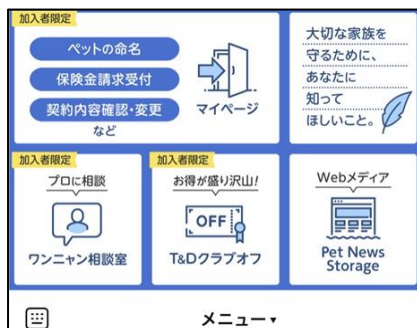 加入者限定
ペットの命名
保険金請求受付
契約内容確認・変更
など
マイページ
大切な家族を
守るために、
あなたに
知って
ほしいこと。
加入者限定
プロに相談
ワンニャン相談室
加入者限定
お得が盛り沢山!
OFF
T&Dクラブオフ
Webメディア
Pet News
Storage
メニュー▾